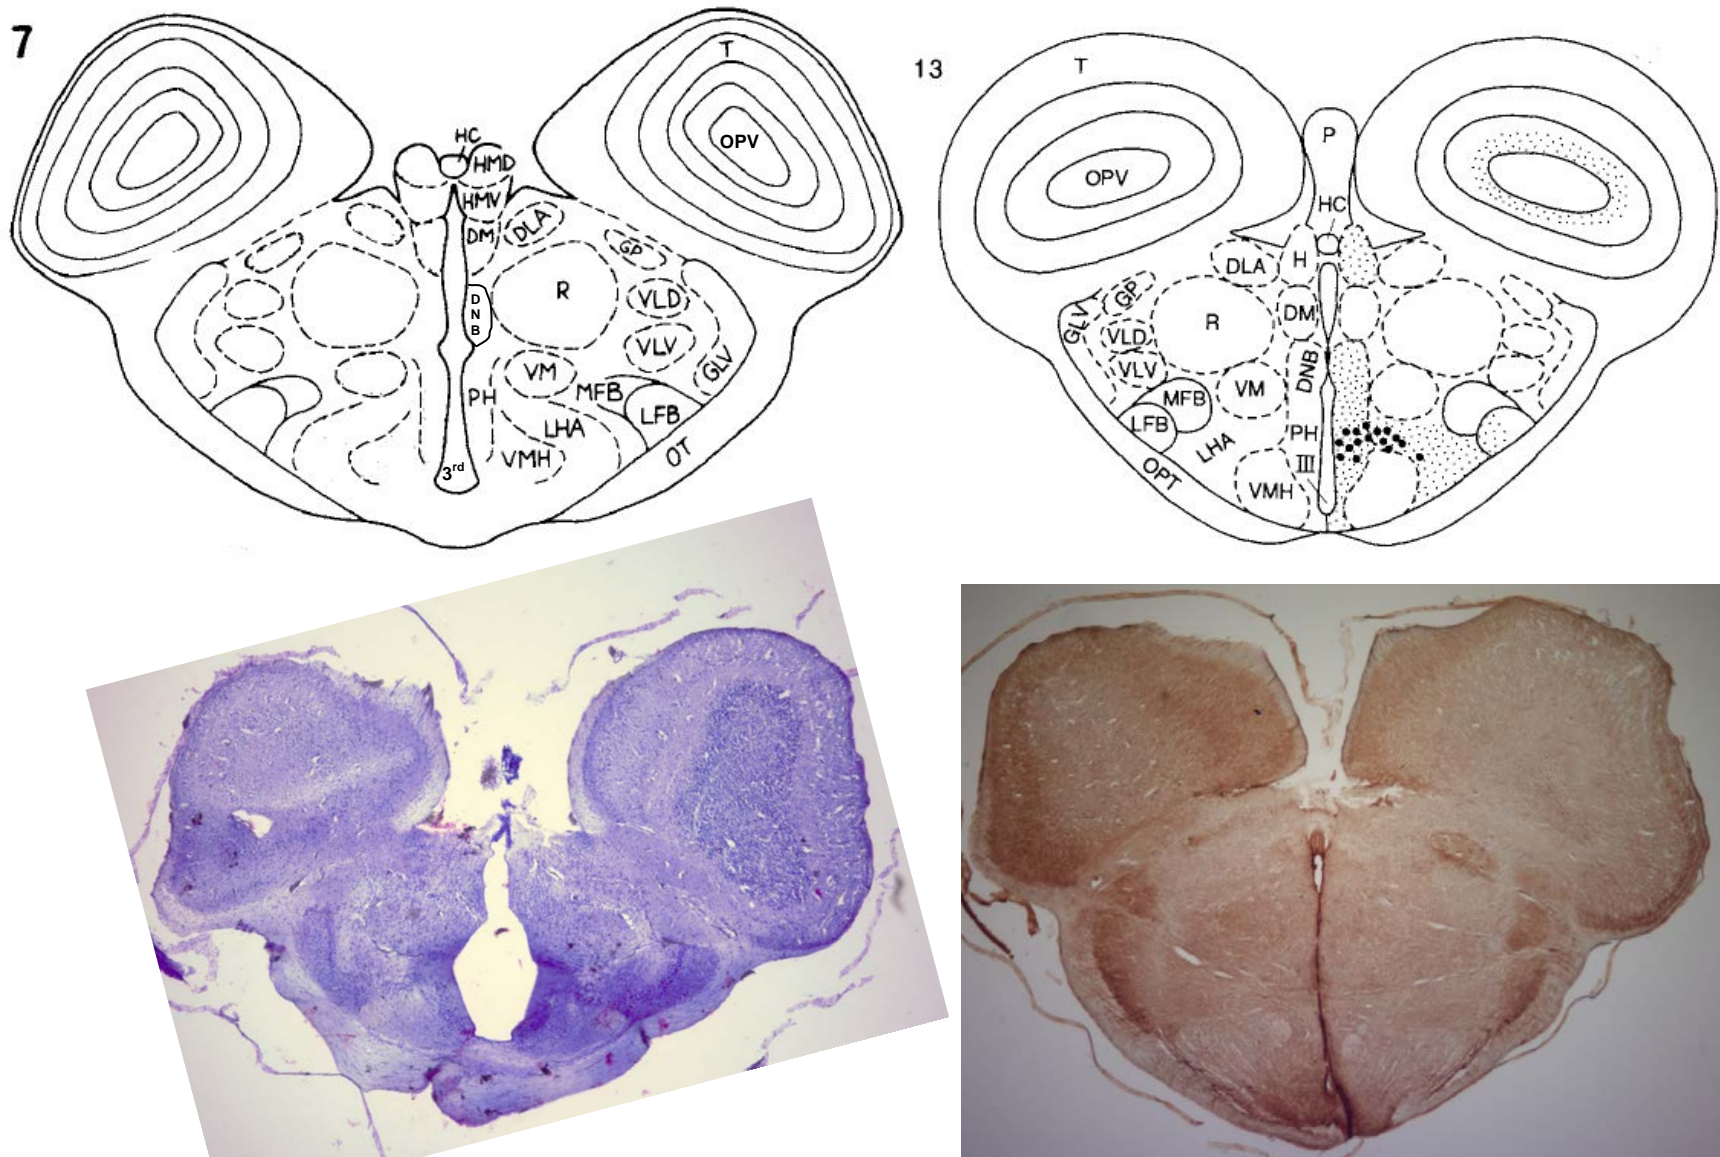 7
T
OPV
HC
HMD
HMV
DM
DLA
GP
D
N
B
R
VLD
VLV
GLV
VM
PH
MFB
LFB
LHA
VMH
OT
3rd
13
T
P
OPV
HC
DLA
H
GP
GLV
R
DM
VLD
VLV
DNB
VM
MFB
LFB
PH
LHA
III
OPT
VMH